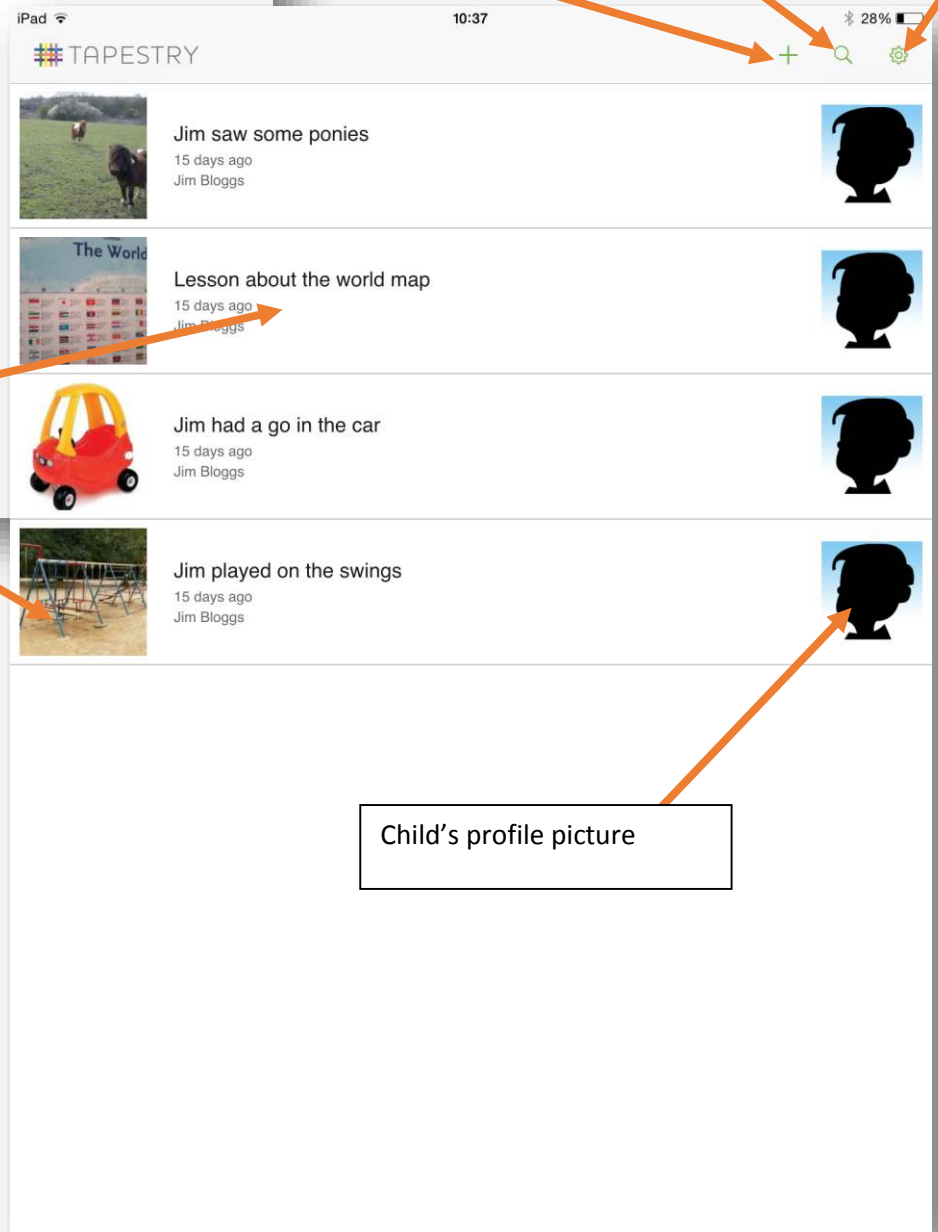 iPad 10:37 28%
TAPESTRY
Jim saw some ponies
15 days ago
Jim Bloggs
The World
Lesson about the world map
15 days ago
Jim Bloggs
Jim had a go in the car
15 days ago
Jim Bloggs
Jim played on the swings
15 days ago
Jim Bloggs
Child’s profile picture